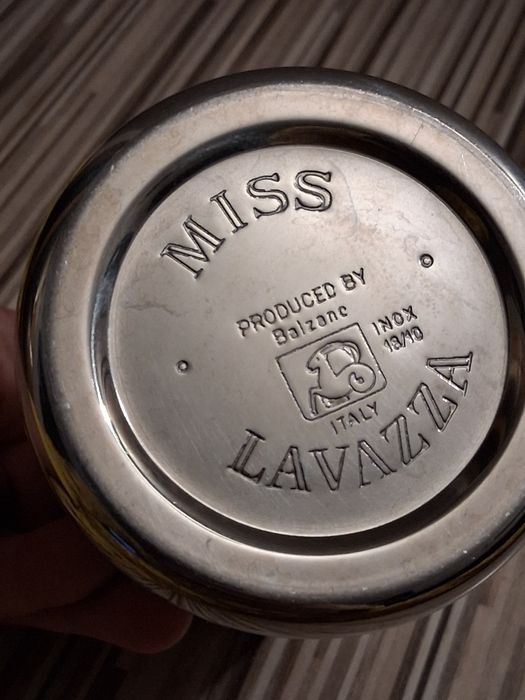 MISS
PRODUCED BY
Balzano
INOX
18/10
ITALY
LAVAZZA